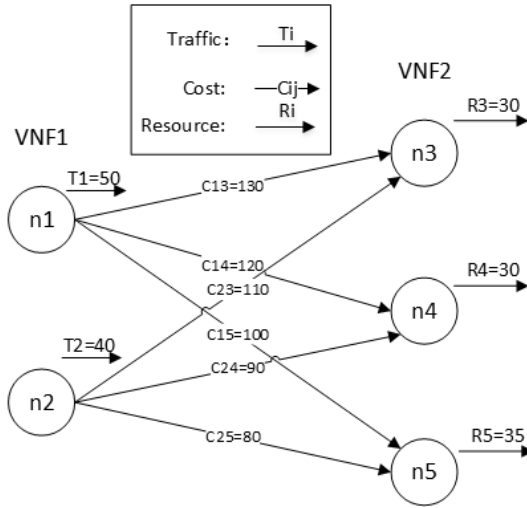 Traffic: Ti
Cost: Cij
Resource: Ri
VNF1
VNF2
T1=50
n1
T2=40
n2
C13=130
C14=120
C23=110
C15=100
C24=90
C25=80
n3
R3=30
n4
R4=30
n5
R5=35